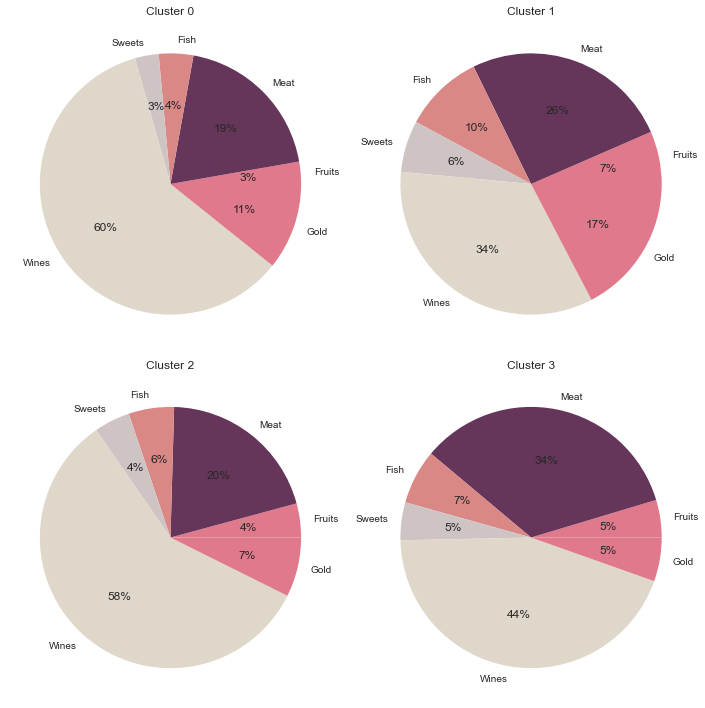 Cluster 0
Sweets
Fish
Meat
Fruits
Gold
Wines
3%
4%
19%
3%
11%
60%
Cluster 1
Meat
Fish
Sweets
Fruits
Gold
Wines
26%
10%
6%
7%
17%
34%
Cluster 2
Fish
Sweets
Meat
Fruits
Gold
Wines
6%
4%
20%
4%
7%
58%
Cluster 3
Meat
Fish
Sweets
Fruits
Gold
Wines
34%
7%
5%
5%
5%
44%